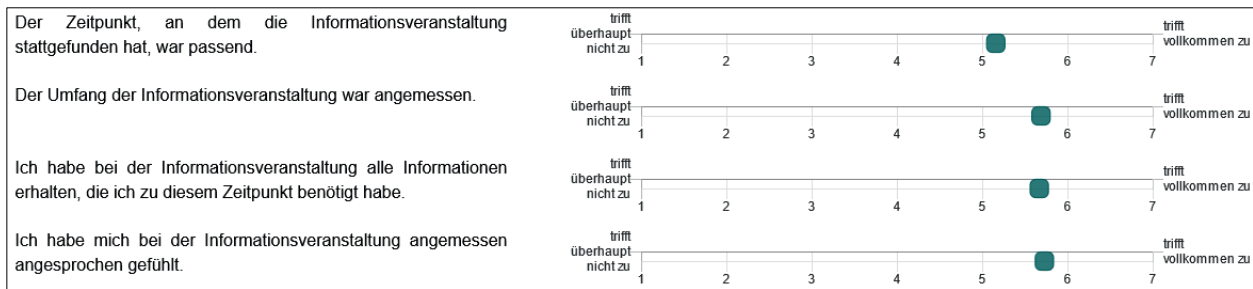 Der Zeitpunkt, an dem die Informationsveranstaltung
stattgefunden hat, war passend.
trifft
überhaupt
nicht zu
1 2 3 4 5 6 7
trifft
vollkommen zu
Der Umfang der Informationsveranstaltung war angemessen.
trifft
überhaupt
nicht zu
1 2 3 4 5 6 7
trifft
vollkommen zu
Ich habe bei der Informationsveranstaltung alle Informationen
erhalten, die ich zu diesem Zeitpunkt benötigt habe.
trifft
überhaupt
nicht zu
1 2 3 4 5 6 7
trifft
vollkommen zu
Ich habe mich bei der Informationsveranstaltung angemessen
angesprochen gefühlt.
trifft
überhaupt
nicht zu
1 2 3 4 5 6 7
trifft
vollkommen zu